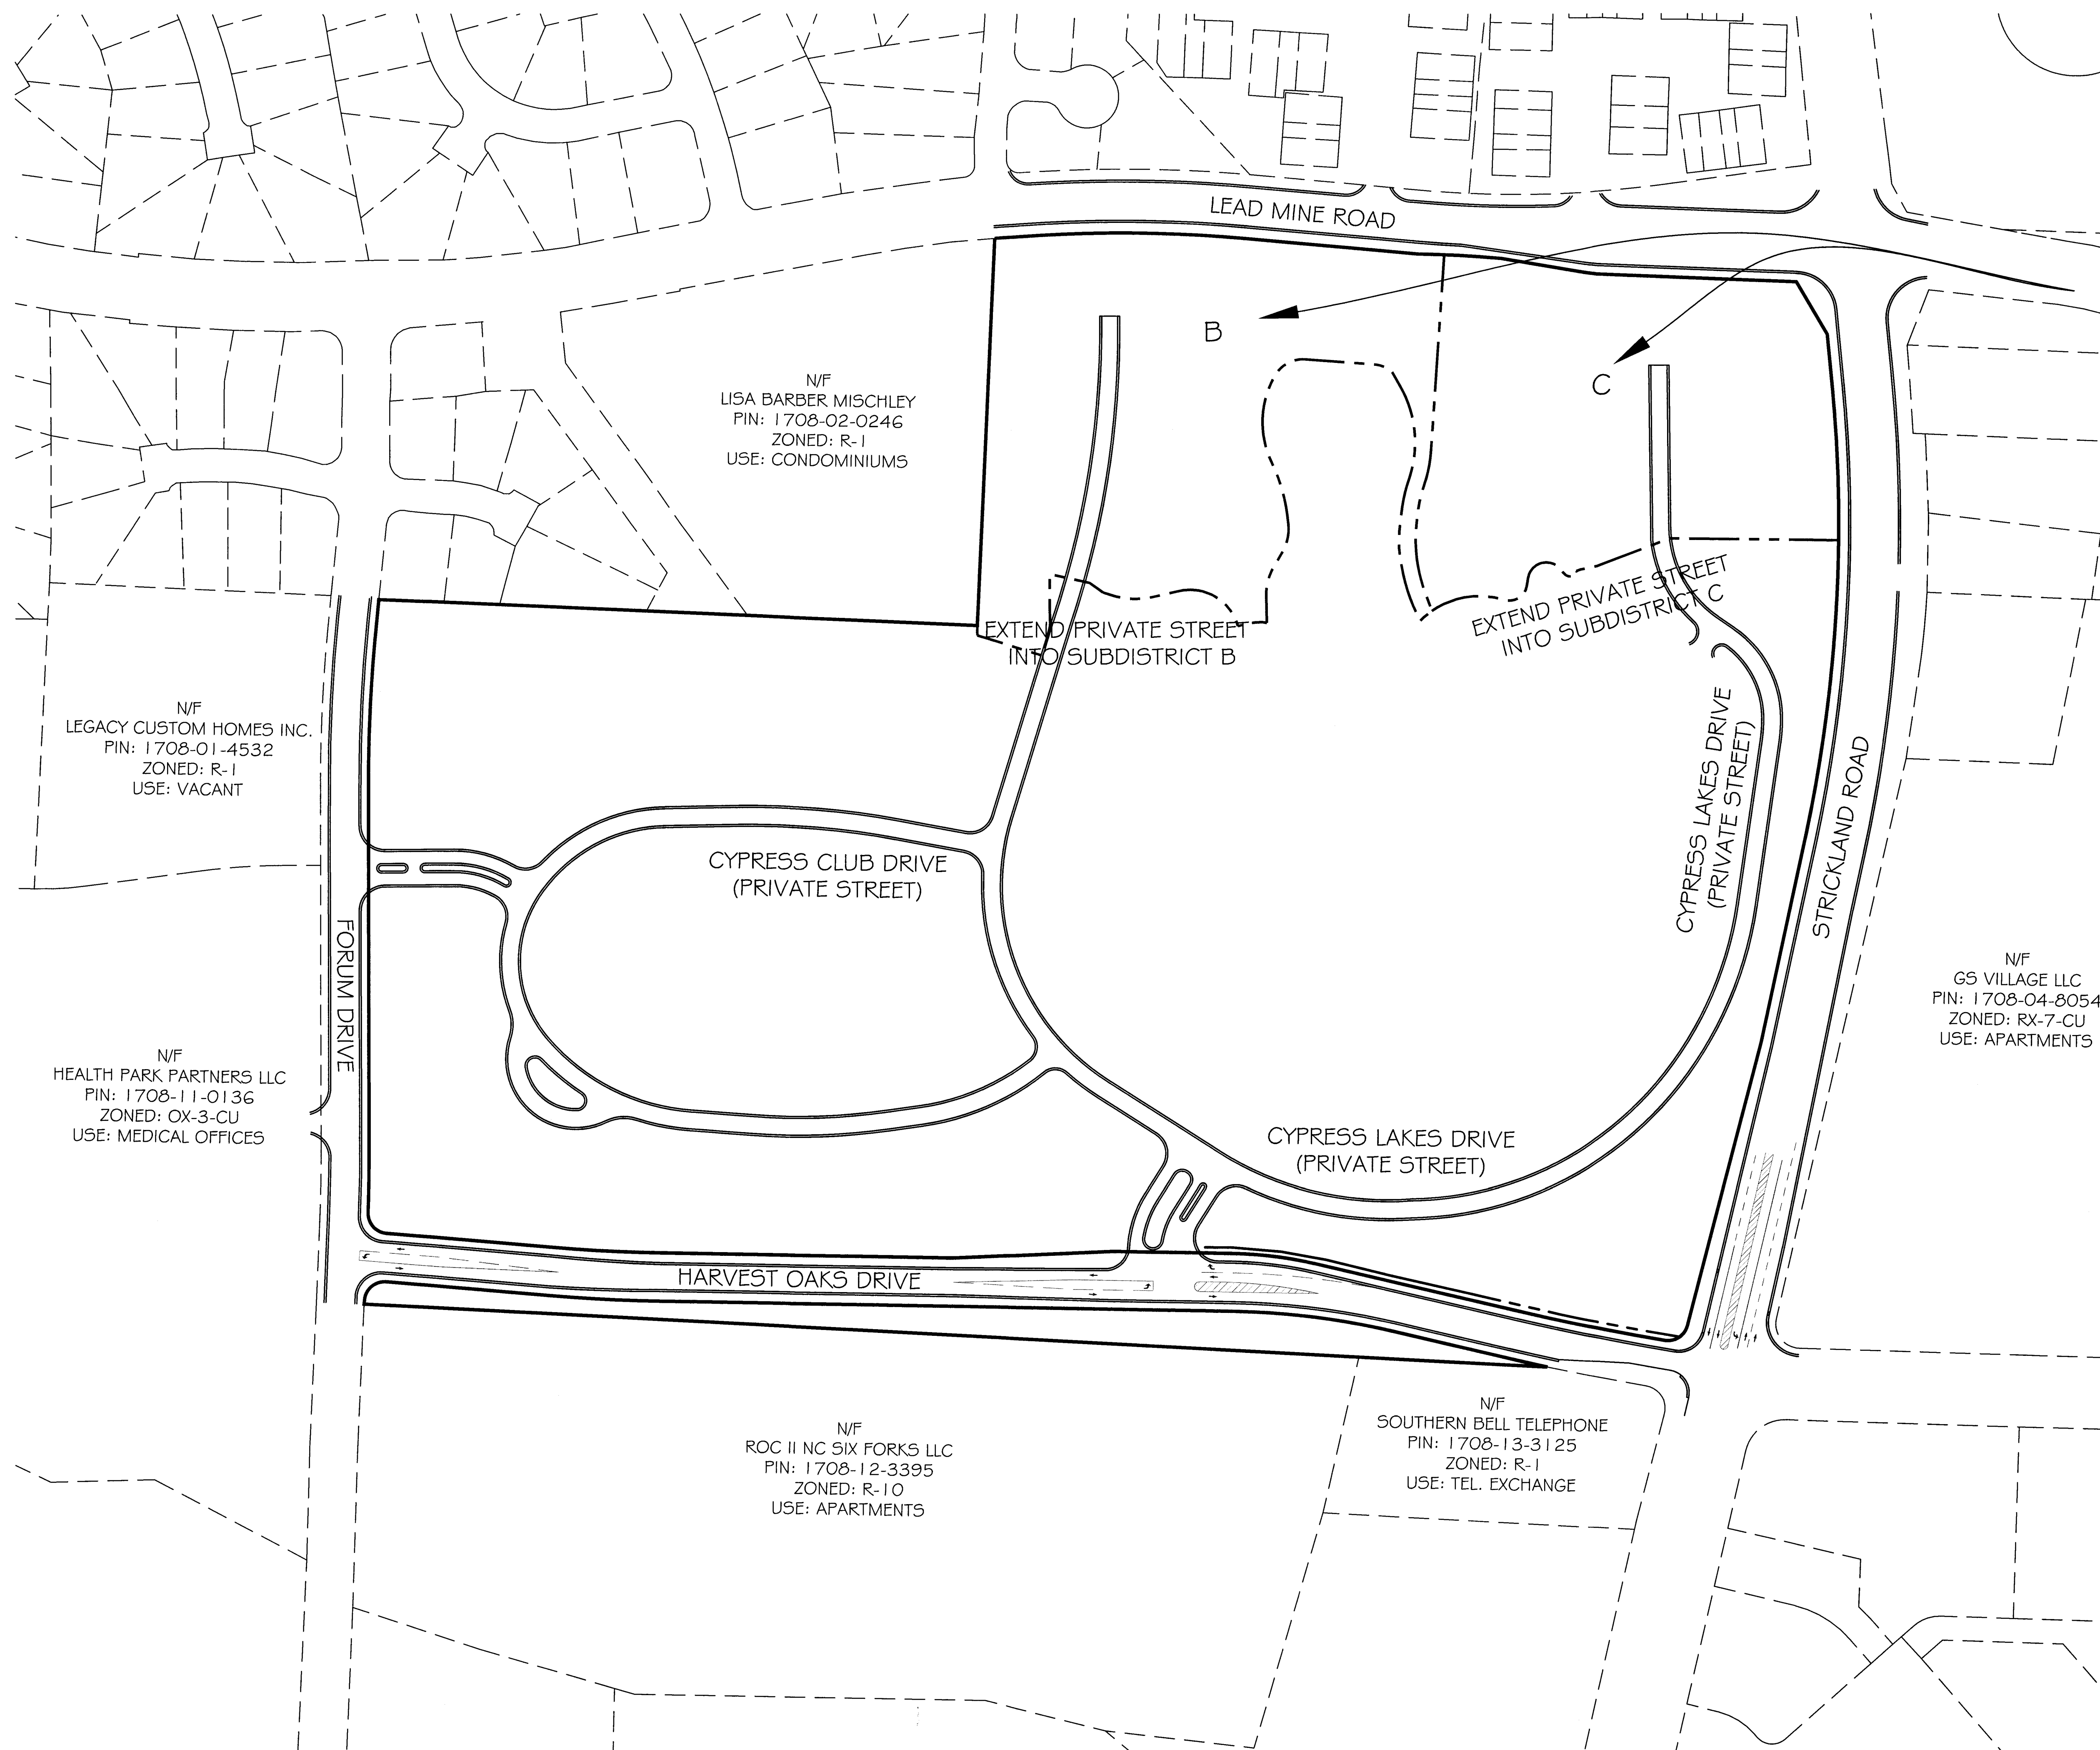 LEAD MINE ROAD
B
C
N/F
LISA BARBER MISCHLEY
PIN: 1708-02-0246
ZONED: R-1
USE: CONDOMINIUMS
EXTEND PRIVATE STREET
INTO SUBDISTRICT B
EXTEND PRIVATE STREET
INTO SUBDISTRICT C
N/F
LEGACY CUSTOM HOMES INC.
PIN: 1708-01-4532
ZONED: R-1
USE: VACANT
CYPRESS LAKES DRIVE
(PRIVATE STREET)
STRICKLAND ROAD
CYPRESS CLUB DRIVE
(PRIVATE STREET)
FORUM DRIVE
N/F
GS VILLAGE LLC
PIN: 1708-04-8054
ZONED: RX-7-CU
USE: APARTMENTS
N/F
HEALTH PARK PARTNERS LLC
PIN: 1708-11-0136
ZONED: OX-3-CU
USE: MEDICAL OFFICES
CYPRESS LAKES DRIVE
(PRIVATE STREET)
HARVEST OAKS DRIVE
N/F
ROC II NC SIX FORKS LLC
PIN: 1708-12-3395
ZONED: R-10
USE: APARTMENTS
N/F
SOUTHERN BELL TELEPHONE
PIN: 1708-13-3125
ZONED: R-1
USE: TEL. EXCHANGE